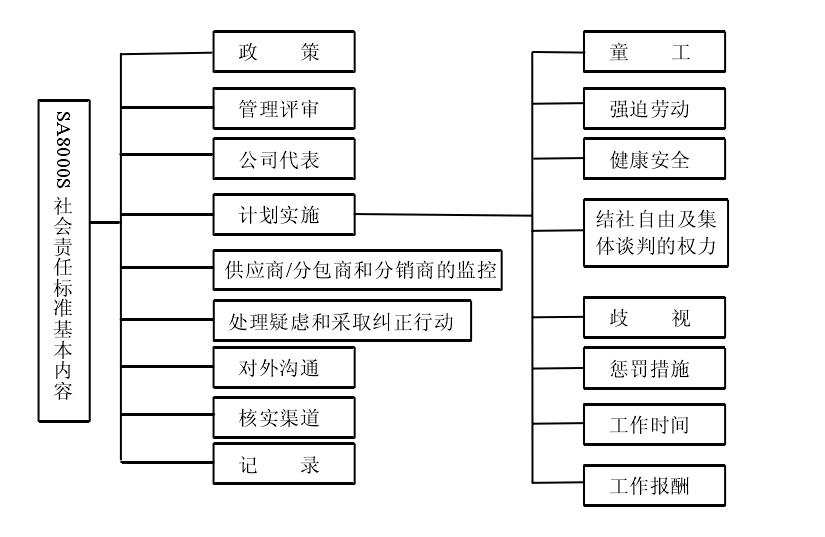 SA8000S 社会责任标准基本内容
政 策
管理评审
公司代表
计划实施
供应商/分包商和分销商的监控
处理疑虑和采取纠正行动
对外沟通
核实渠道
记 录
童 工
强迫劳动
健康安全
结社自由及集
体谈判的权力
歧 视
惩罚措施
工作时间
工作报酬